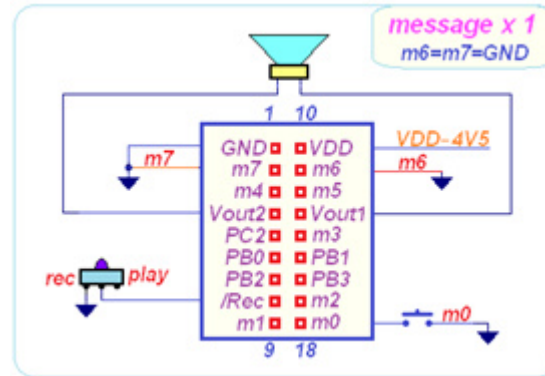 message x 1
m6=m7=GND
1 10
VDD-4V5
m7
m6
GND VDD
m7 m6
m4 m5
Vout2 Vout1
PC2 m3
PB0 PB1
PB2 PB3
/Rec m2
m1 m0
rec play
m0
9 18